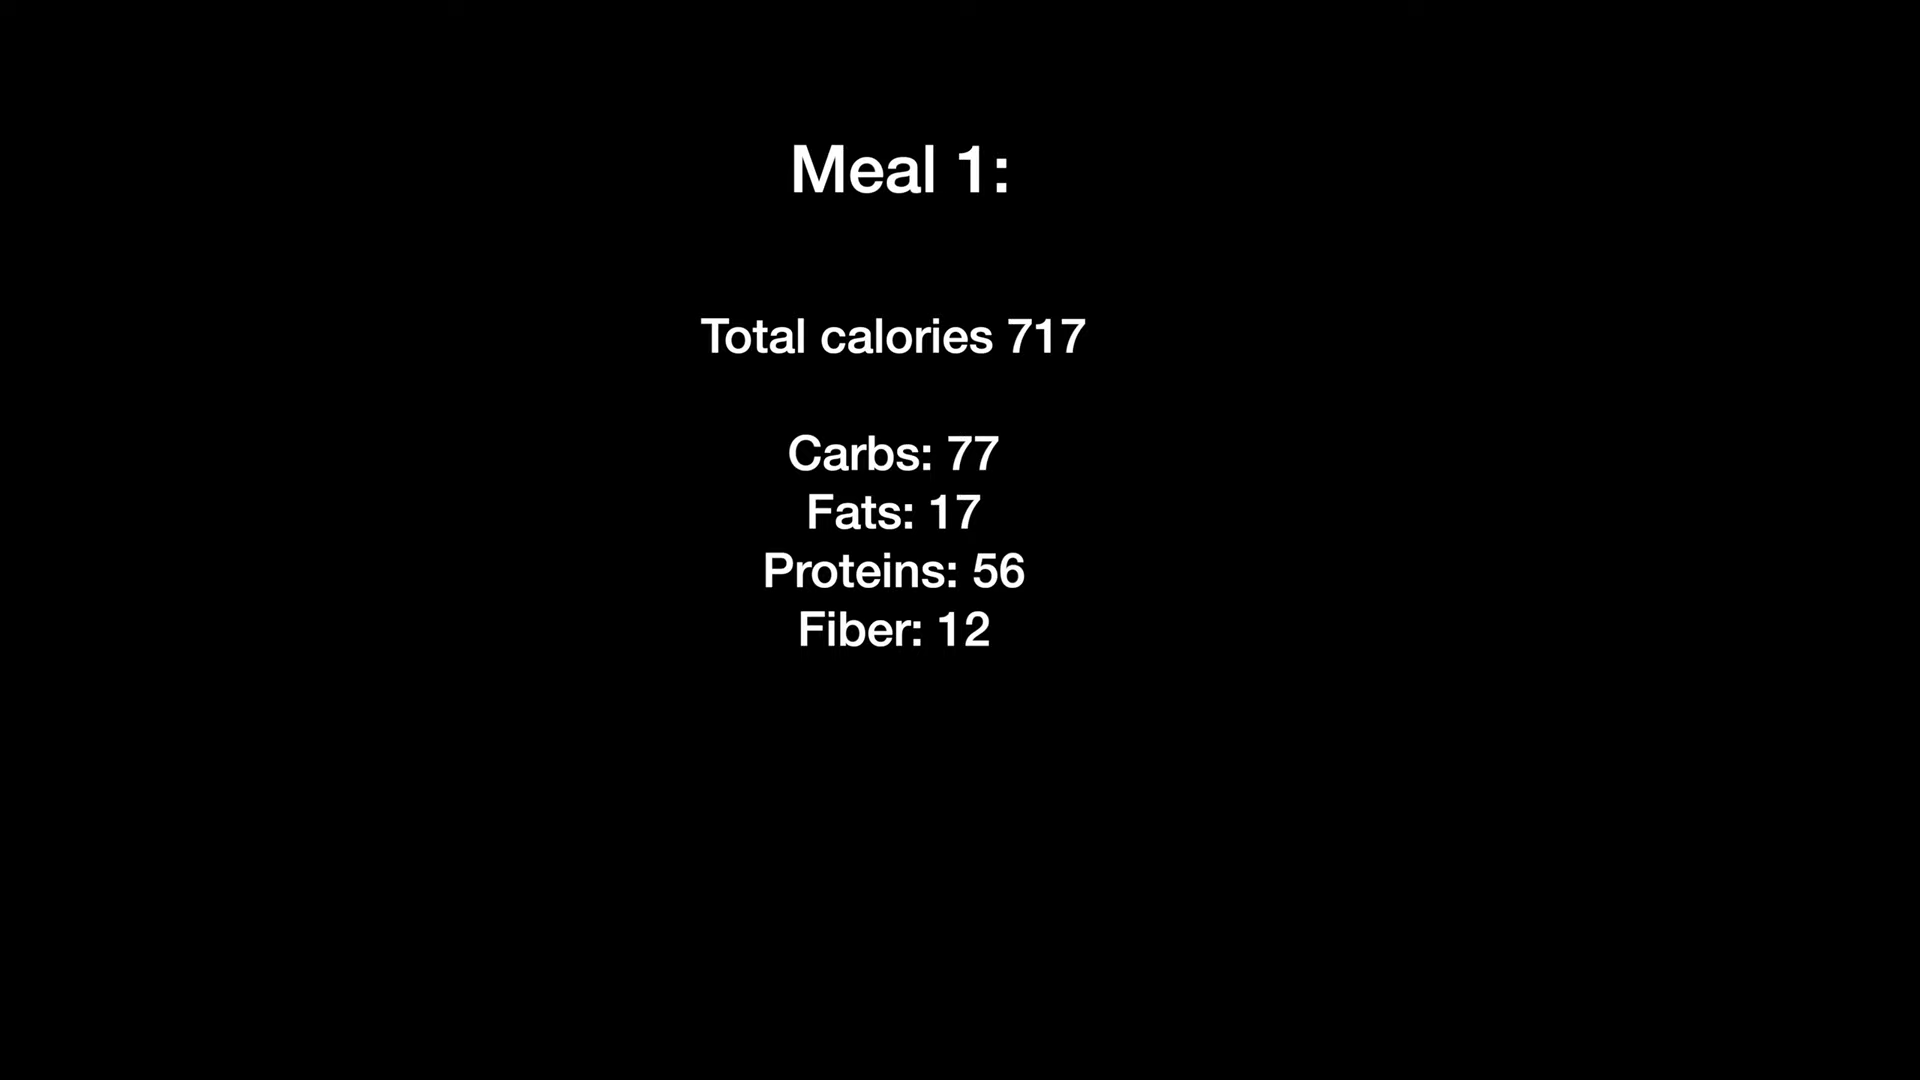 Meal 1:
Total calories 717
Carbs: 77
Fats: 17
Proteins: 56
Fiber: 12